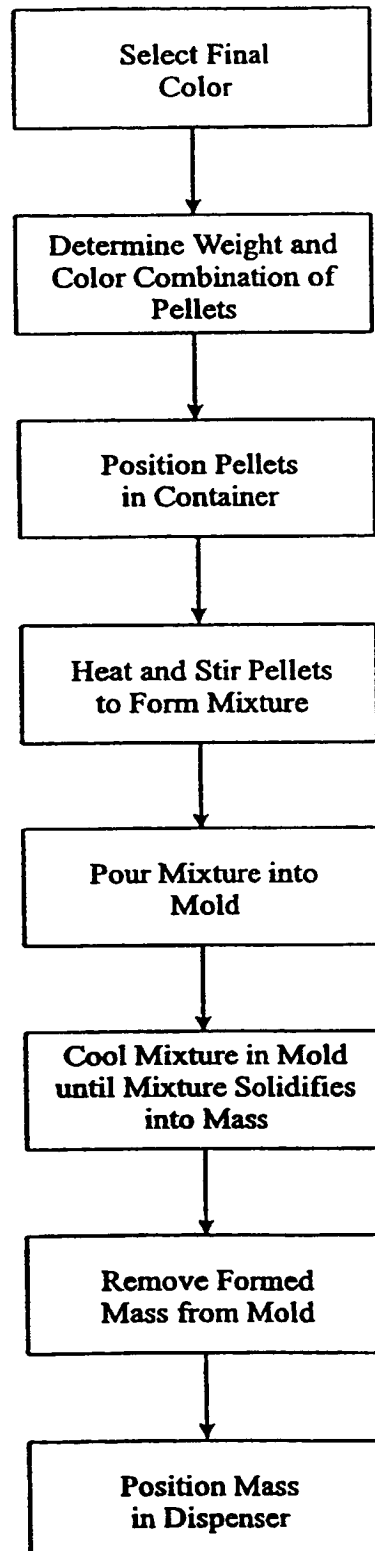 Select Final
Color
Determine Weight and
Color Combination of
Pellets
Position Pellets
in Container
Heat and Stir Pellets
to Form Mixture
Pour Mixture into
Mold
Cool Mixture in Mold
until Mixture Solidifies
into Mass
Remove Formed
Mass from Mold
Position Mass
in Dispenser